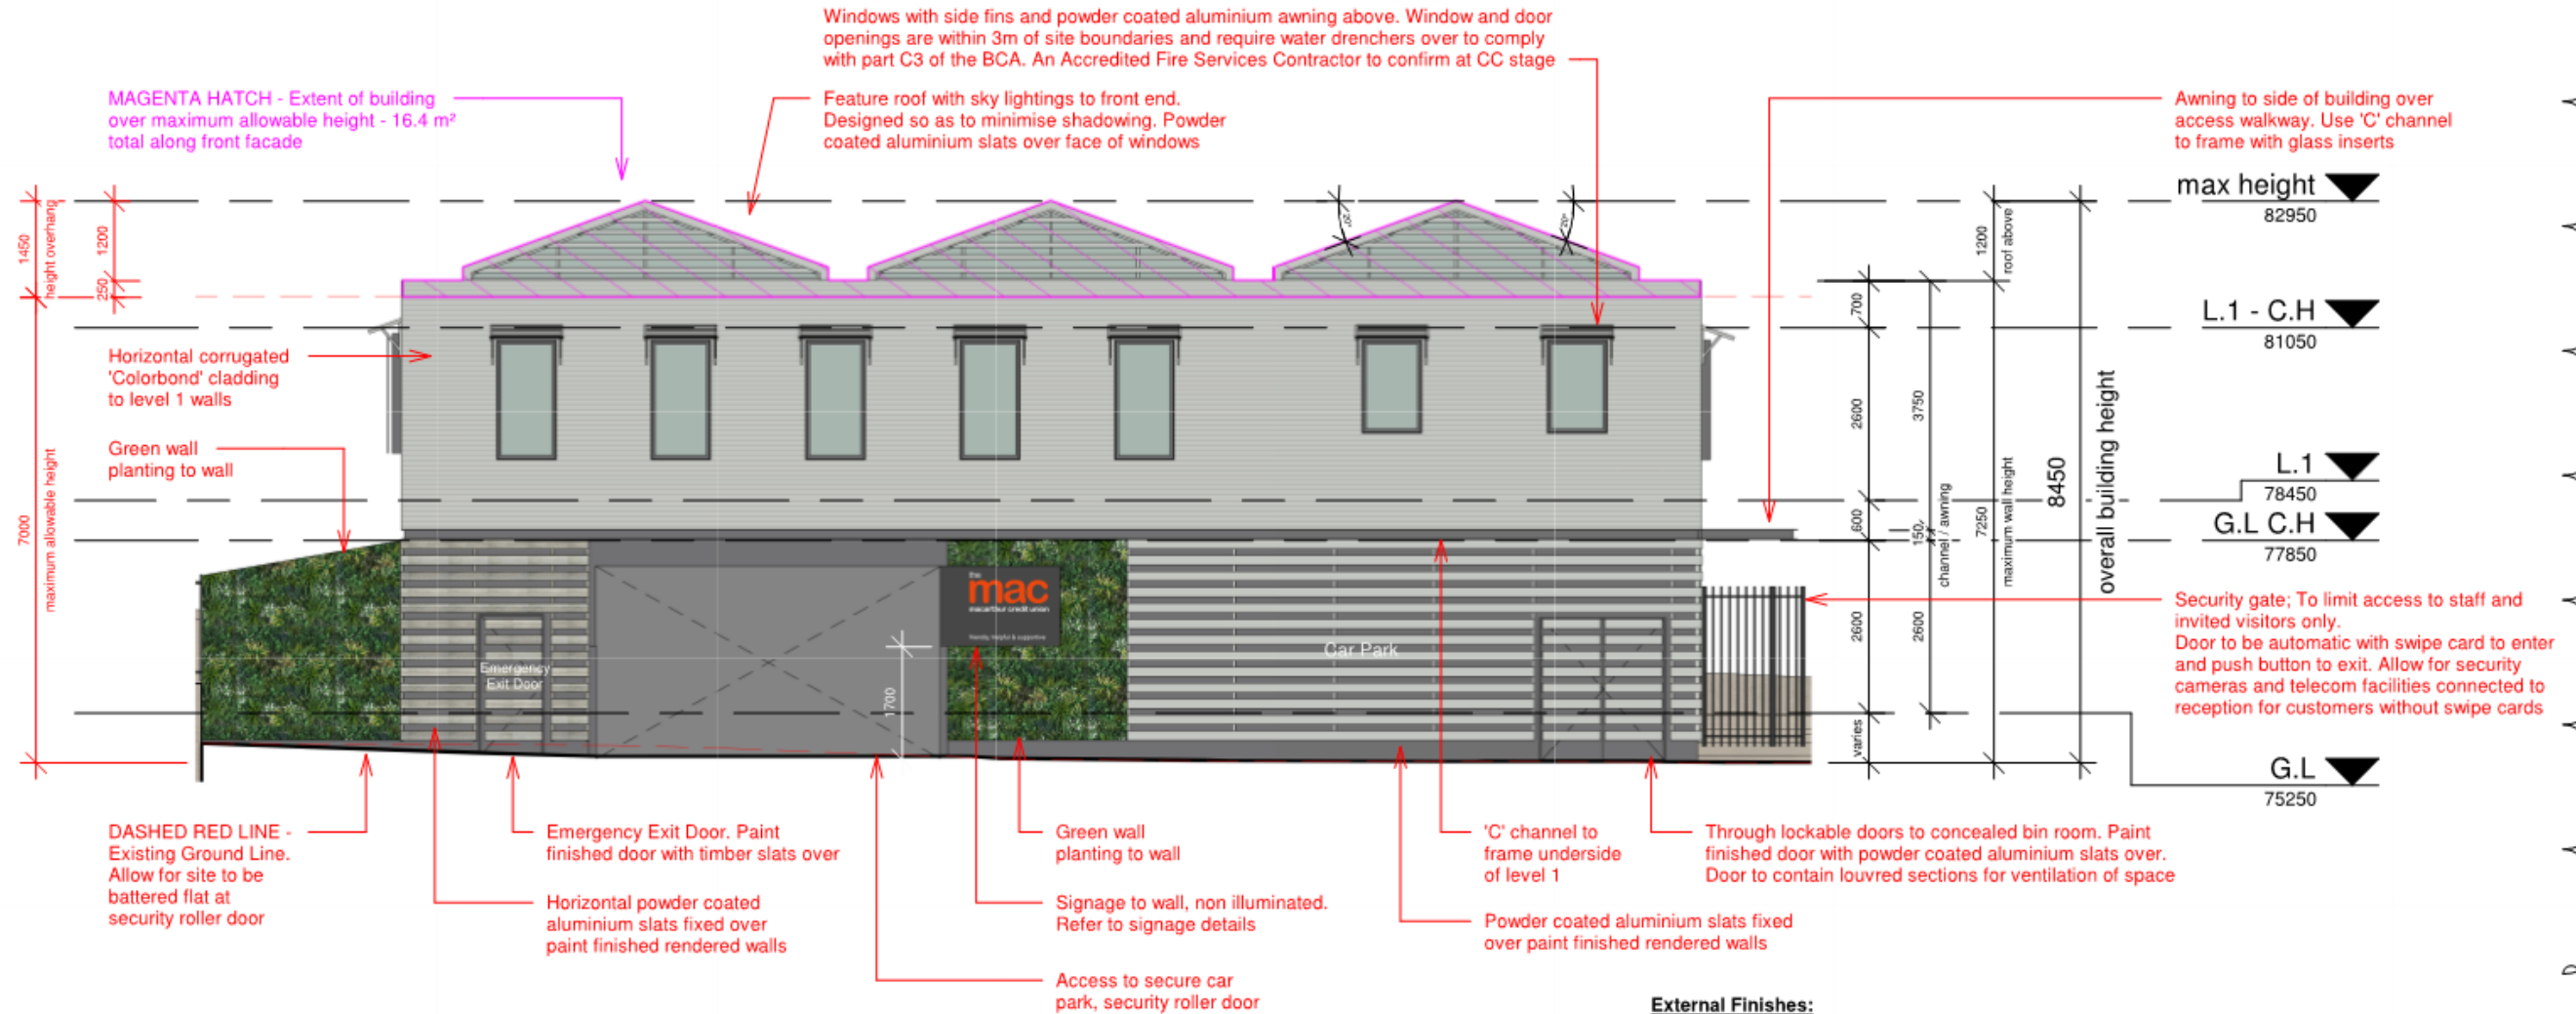 Windows with side fins and powder coated aluminium awning above. Window and door
openings are within 3m of site boundaries and require water drenchers over to comply
with part C3 of the BCA. An Accredited Fire Services Contractor to confirm at CC stage
MAGENTA HATCH - Extent of building
over maximum allowable height - 16.4 m²
total along front facade
Feature roof with sky lightings to front end.
Designed so as to minimise shadowing. Powder
coated aluminium slats over face of windows
Awning to side of building over
access walkway. Use 'C' channel
to frame with glass inserts
max height
82950
1450
height overhang
1200
250
20°
20°
1200
roof above
L.1 - C.H
81050
700
2600
3750
Horizontal corrugated
'Colorbond' cladding
to level 1 walls
Green wall
planting to wall
7000
maximum allowable height
L.1
78450
G.L C.H
77850
600
150
channel / awning
7250
maximum wall height
8450
overall building height
2600
2600
varies
the
mac
macarthur credit union
friendly, helpful & supportive
Emergency
Exit Door
1700
Car Park
Security gate; To limit access to staff and
invited visitors only.
Door to be automatic with swipe card to enter
and push button to exit. Allow for security
cameras and telecom facilities connected to
reception for customers without swipe cards
G.L
75250
DASHED RED LINE -
Existing Ground Line.
Allow for site to be
battered flat at
security roller door
Emergency Exit Door. Paint
finished door with timber slats over
Horizontal powder coated
aluminium slats fixed over
paint finished rendered walls
Green wall
planting to wall
Signage to wall, non illuminated.
Refer to signage details
Access to secure car
park, security roller door
'C' channel to
frame underside
of level 1
Powder coated aluminium slats fixed
over paint finished rendered walls
Through lockable doors to concealed bin room. Paint
finished door with powder coated aluminium slats over.
Door to contain louvred sections for ventilation of space
External Finishes: